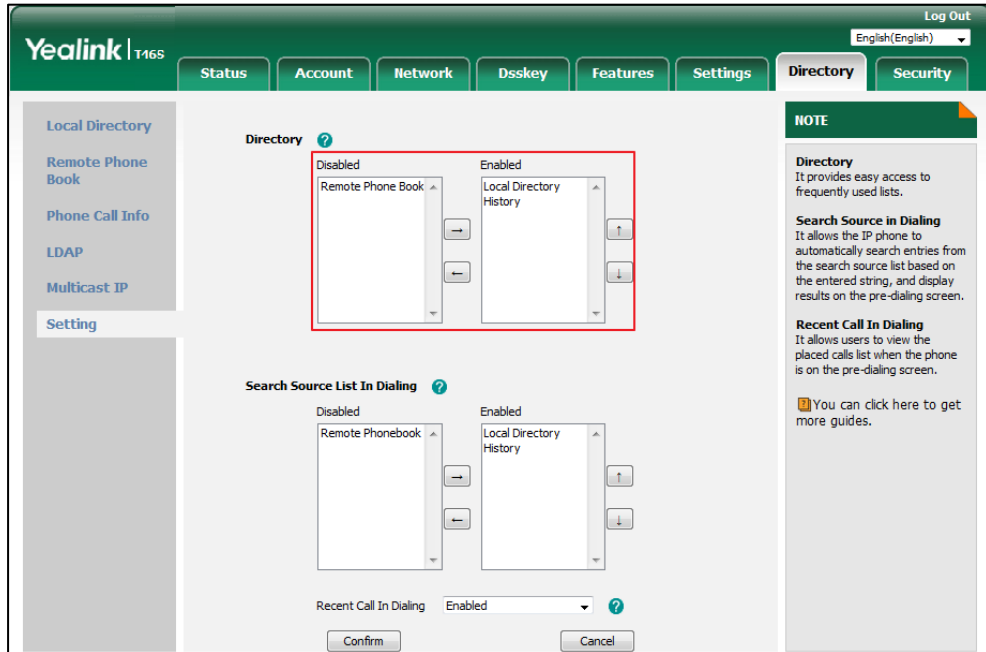 Log Out
English(English)
Yealink T46S
Status
Account
Network
Dsskey
Features
Settings
Directory
Security
Local Directory
Remote Phone
Book
Phone Call Info
LDAP
Multicast IP
Setting
Directory ?
Disabled
Enabled
Remote Phone Book
Local Directory
History
→
←
↑
↓
Search Source List In Dialing ?
Disabled
Enabled
Remote Phonebook
Local Directory
History
→
←
↑
↓
Recent Call In Dialing Enabled ?
Confirm
Cancel
NOTE
Directory
It provides easy access to
frequently used lists.
Search Source in Dialing
It allows the IP phone to
automatically search entries from
the search source list based on
the entered string, and display
results on the pre-dialing screen.
Recent Call In Dialing
It allows users to view the
placed calls list when the phone
is on the pre-dialing screen.
? You can click here to get
more guides.